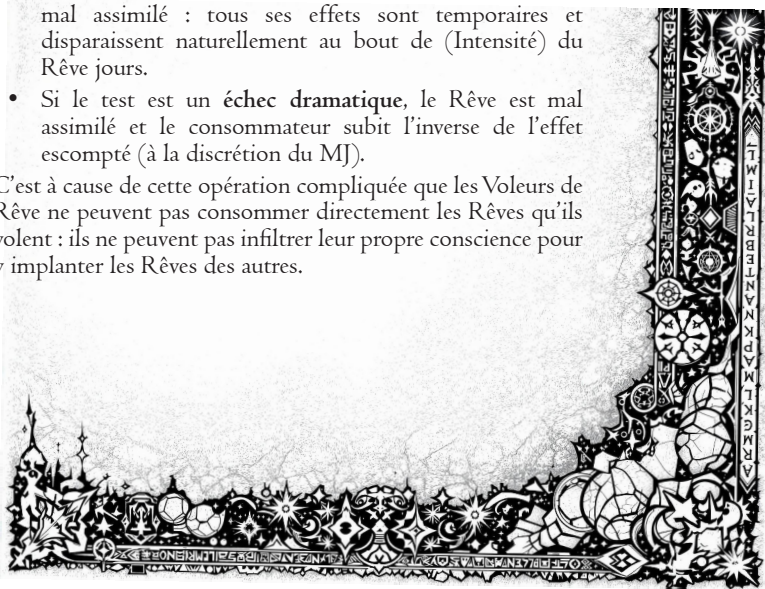 mal assimilé : tous ses effets sont temporaires et
disparaissent naturellement au bout de (Intensité) du
Rêve jours.
• Si le test est un échec dramatique, le Rêve est mal
assimilé et le consommateur subit l’inverse de l’effet
escompté (à la discrétion du MJ).
C’est à cause de cette opération compliquée que les Voleurs de
Rêve ne peuvent pas consommer directement les Rêves qu’ils
volent : ils ne peuvent pas infiltrer leur propre conscience pour
y implanter les Rêves des autres.